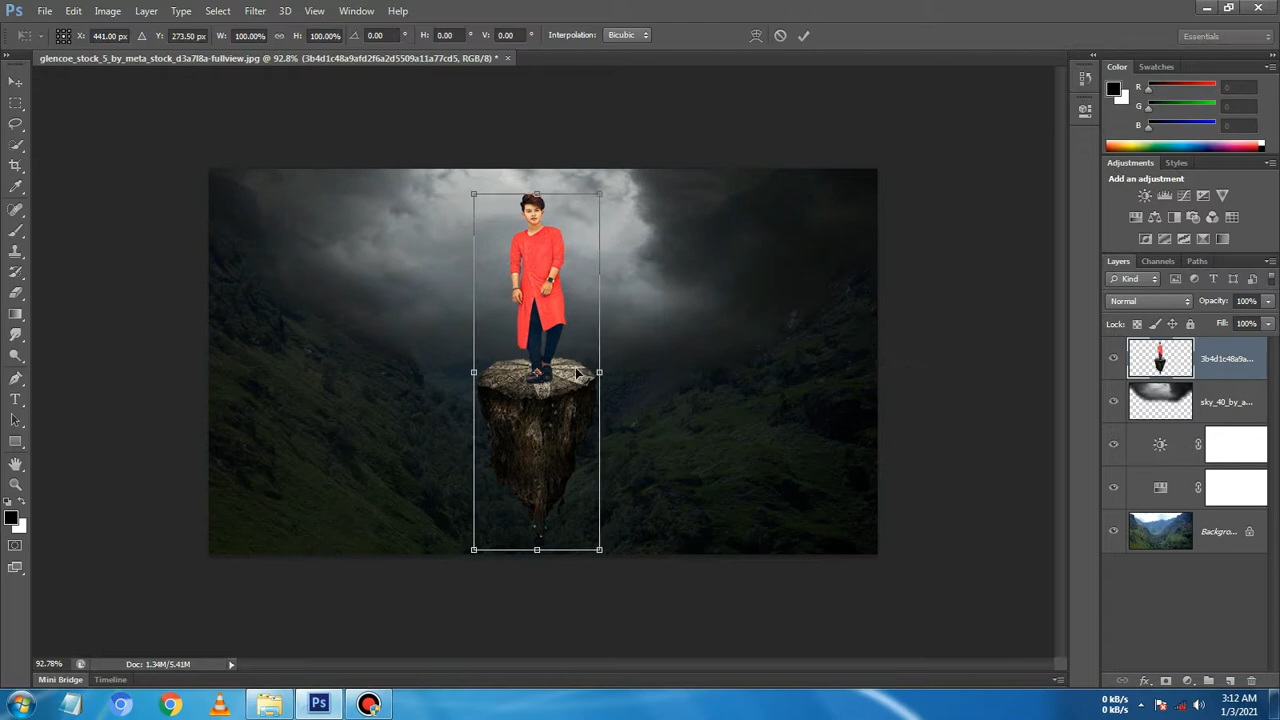 Ps File Edit Image Layer Type Select Filter 3D View Window Help
X: 441.00 px Y: 273.50 px W: 100.00% H: 100.00% 0.00 ° H: 0.00 ° V: 0.00 ° Interpolation: Bicubic Essentials
glencoe_stock_5_by_meta_stock_d3a7l8a-fullview.jpg @ 92.8% (3b4d1c48a9afd2f6a2d5509a11a77cd5, RGB/8) * ×
Color Swatches
R 0
G 0
B 0
Adjustments Styles
Add an adjustment
Layers Channels Paths
Kind
Normal Opacity: 100%
Lock: Fill: 100%
3b4d1c48a9a...
sky_40_by_a...
Backgro...
92.78% Doc: 1.34M/5.41M
Mini Bridge Timeline
Ps
0 kB/s
0 kB/s
3:12 AM
1/3/2021